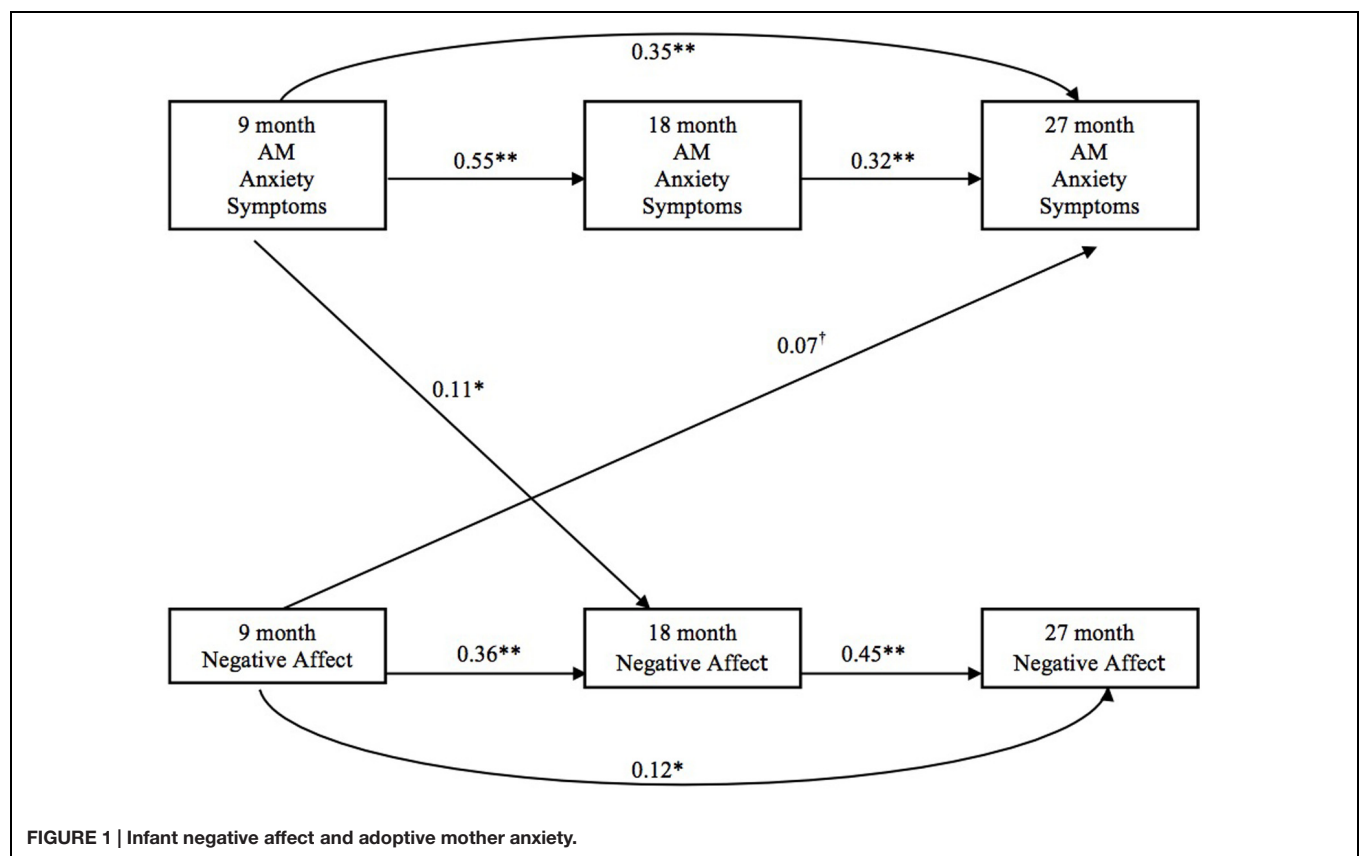 0.35**
9 month
AM
Anxiety
Symptoms
0.55**
18 month
AM
Anxiety
Symptoms
0.32**
27 month
AM
Anxiety
Symptoms
0.07†
0.11*
9 month
Negative Affect
0.36**
18 month
Negative Affect
0.45**
27 month
Negative Affect
0.12*
FIGURE 1 | Infant negative affect and adoptive mother anxiety.